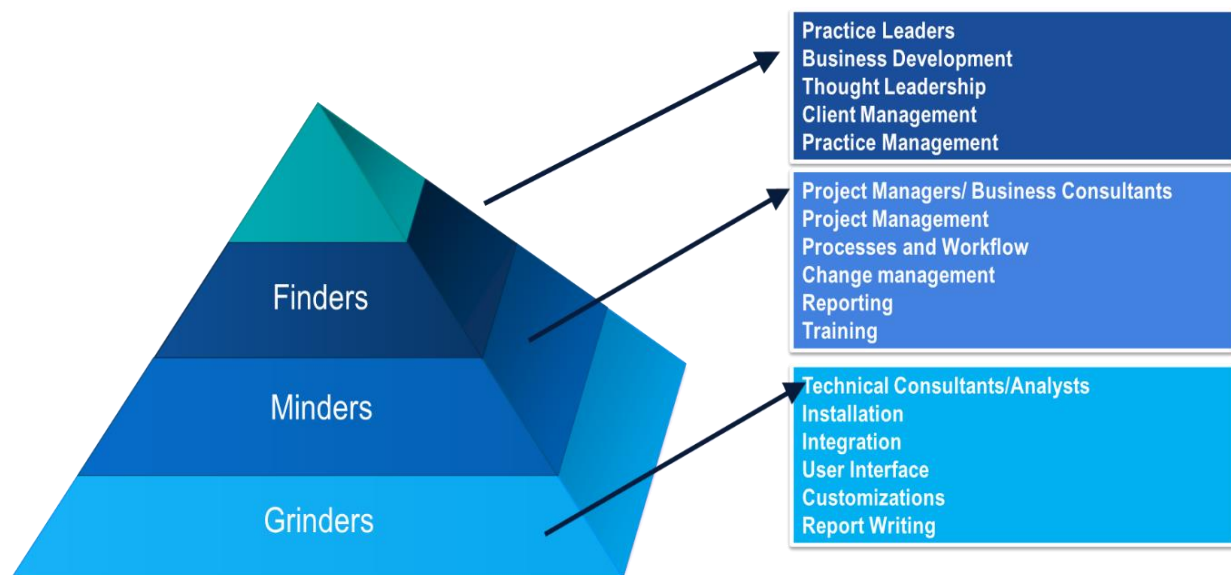 Finders
Minders
Grinders
Practice Leaders
Business Development
Thought Leadership
Client Management
Practice Management
Project Managers/ Business Consultants
Project Management
Processes and Workflow
Change management
Reporting
Training
Technical Consultants/Analysts
Installation
Integration
User Interface
Customizations
Report Writing